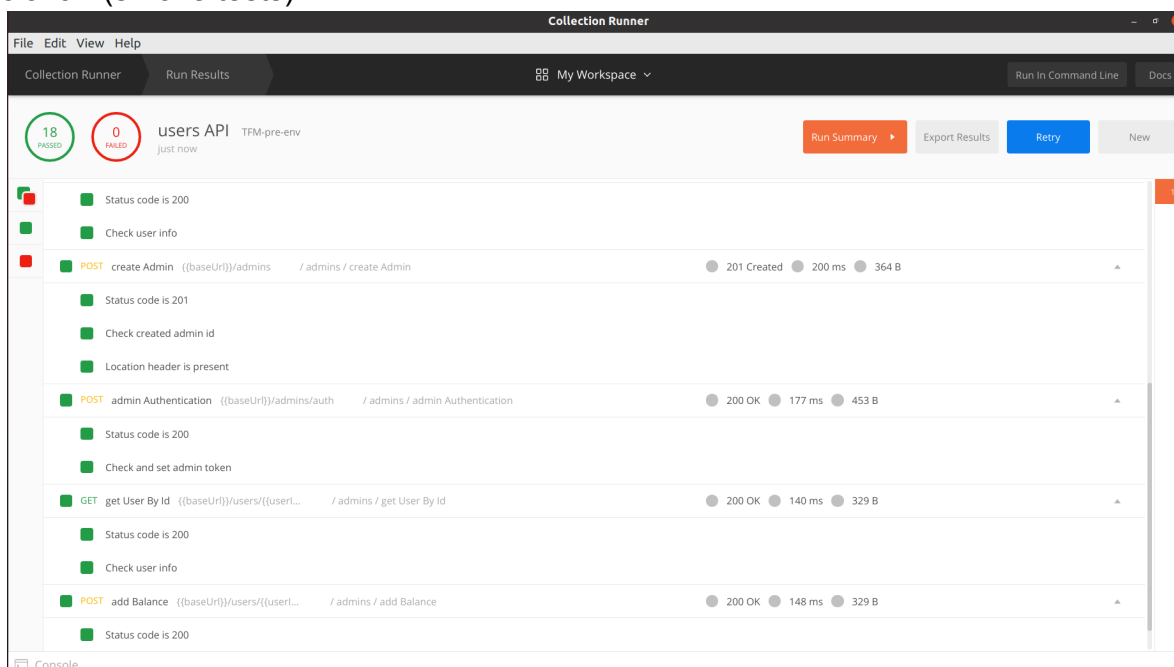 Collection Runner
File Edit View Help
Collection Runner Run Results My Workspace Run In Command Line Docs
18 PASSED 0 FAILED users API TFM-pre-env Run Summary Export Results Retry New
just now
Status code is 200
Check user info
POST create Admin {{baseUrl}}/admins / admins / create Admin 201 Created 200 ms 364 B
Status code is 201
Check created admin id
Location header is present
POST admin Authentication {{baseUrl}}/admins/auth / admins / admin Authentication 200 OK 177 ms 453 B
Status code is 200
Check and set admin token
GET get User By Id {{baseUrl}}/users/{{userI... / admins / get User By Id 200 OK 140 ms 329 B
Status code is 200
Check user info
POST add Balance {{baseUrl}}/users/{{userI... / admins / add Balance 200 OK 148 ms 329 B
Status code is 200
Console